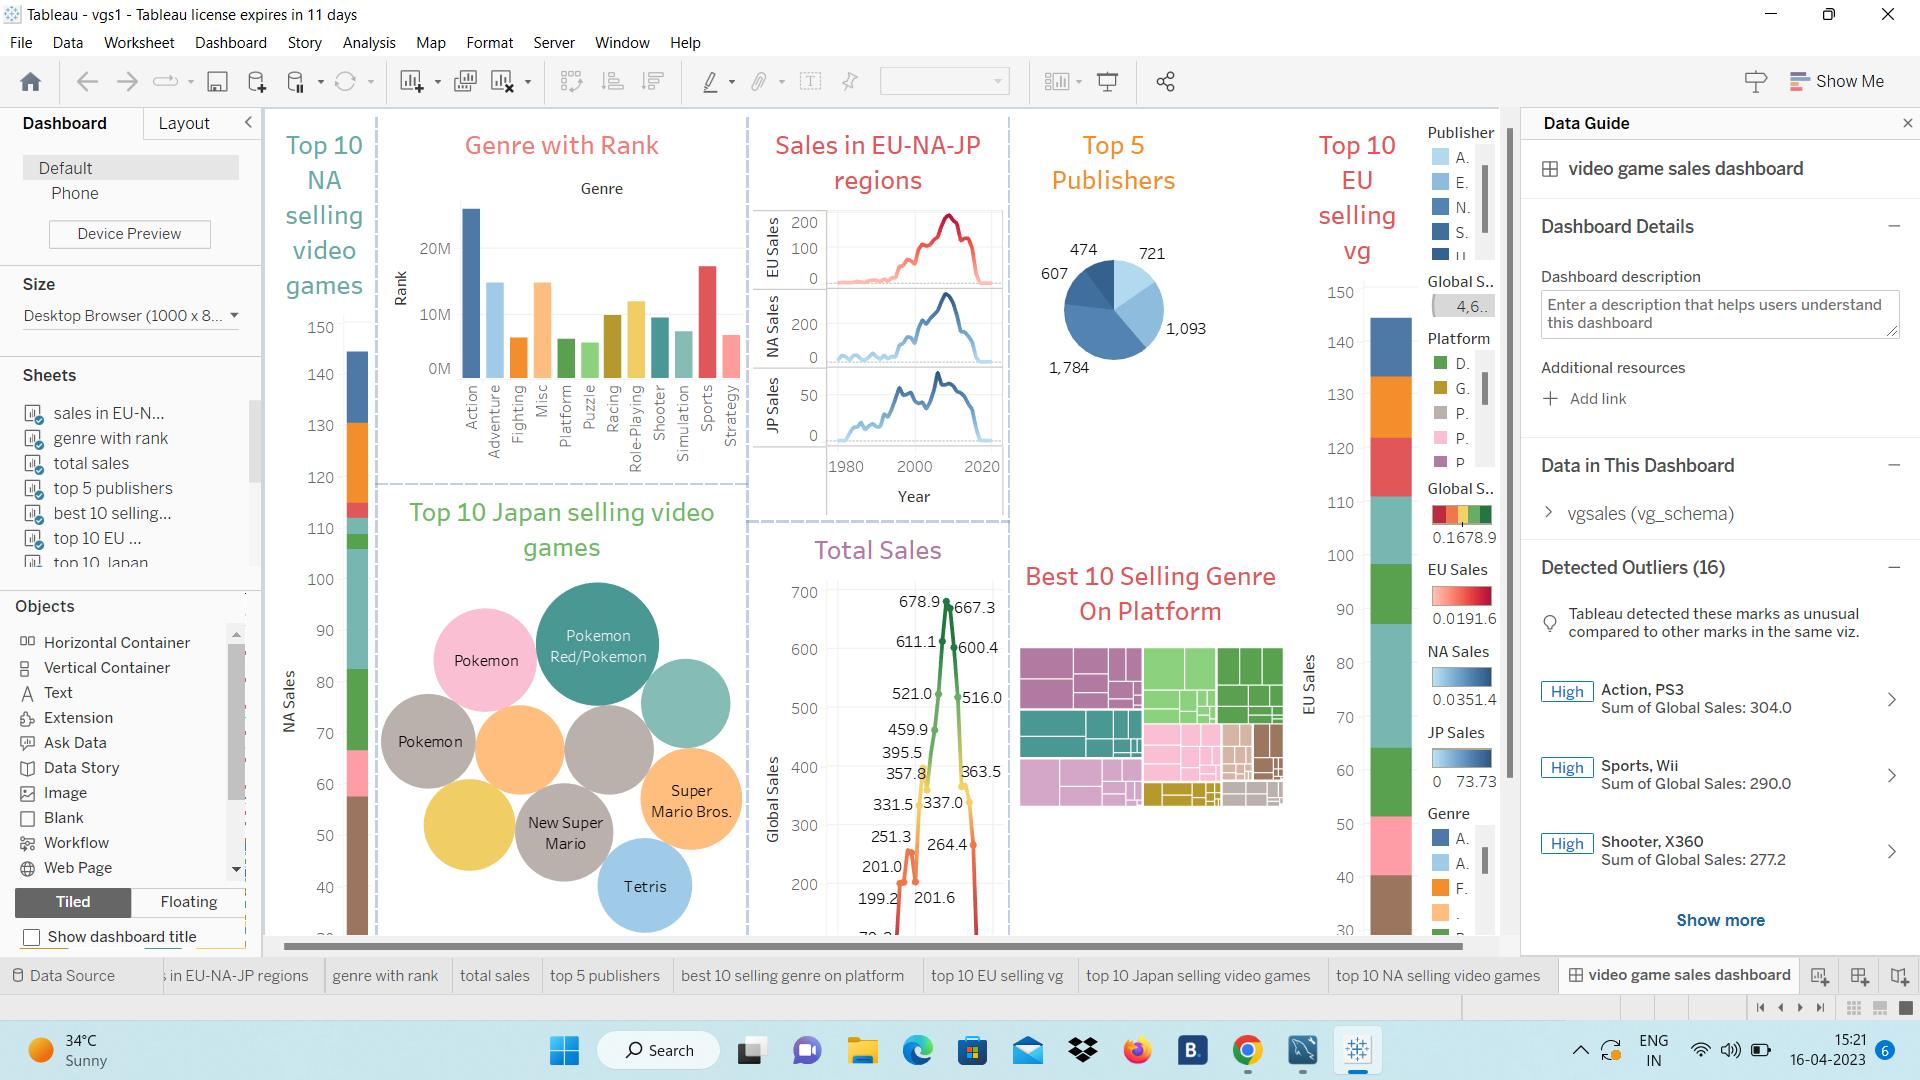 Tableau - vgs1 - Tableau license expires in 11 days
File Data Worksheet Dashboard Story Analysis Map Format Server Window Help
Show Me
Dashboard
Layout
Default
Phone
Device Preview
Size
Desktop Browser (1000 x 8...
Sheets
sales in EU-N...
genre with rank
total sales
top 5 publishers
best 10 selling...
top 10 EU ...
top 10 Japan
Objects
Horizontal Container
Vertical Container
Text
Extension
Ask Data
Data Story
Image
Blank
Workflow
Web Page
Tiled
Floating
Show dashboard title
Top 10
NA
selling
video
games
150
140
130
120
110
100
90
80
70
60
50
40
30
NA Sales
Genre with Rank
Genre
Rank
20M
10M
0M
Action
Adventure
Fighting
Misc
Platform
Puzzle
Racing
Role-Playing
Shooter
Simulation
Sports
Strategy
Top 10 Japan selling video
games
Pokemon
Pokemon
Red/Pokemon
Pokemon
Super
Mario Bros.
New Super
Mario
Tetris
Sales in EU-NA-JP
regions
EU Sales
200
100
0
NA Sales
200
0
JP Sales
50
0
1980 2000 2020
Year
Total Sales
Global Sales
700
600
500
400
300
200
678.9
667.3
611.1
600.4
521.0
516.0
459.9
395.5
357.8
363.5
331.5
337.0
251.3
264.4
201.0
199.2
201.6
Top 5
Publishers
474
721
607
1,093
1,784
Best 10 Selling Genre
On Platform
Top 10
EU
selling
vg
150
140
130
120
110
100
90
80
70
60
50
40
30
EU Sales
Publisher
A.
E.
N.
S.
U.
Global S..
4,6..
Platform
D.
G.
P.
P.
P
Global S..
0.1678.9
EU Sales
0.0191.6
NA Sales
0.0351.4
JP Sales
0 73.73
Genre
A.
A.
F.
.
Data Guide
video game sales dashboard
Dashboard Details
Dashboard description
Enter a description that helps users understand
this dashboard
Additional resources
Add link
Data in This Dashboard
vgsales (vg_schema)
Detected Outliers (16)
Tableau detected these marks as unusual
compared to other marks in the same viz.
High
Action, PS3
Sum of Global Sales: 304.0
High
Sports, Wii
Sum of Global Sales: 290.0
High
Shooter, X360
Sum of Global Sales: 277.2
Show more
Data Source
s in EU-NA-JP regions
genre with rank
total sales
top 5 publishers
best 10 selling genre on platform
top 10 EU selling vg
top 10 Japan selling video games
top 10 NA selling video games
video game sales dashboard
34°C
Sunny
Search
B.
ENG
IN
15:21
16-04-2023
6